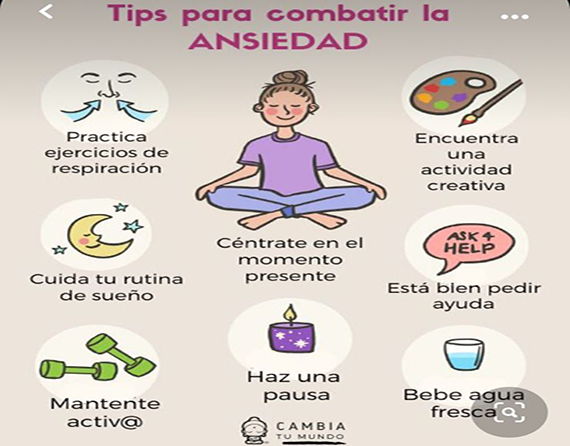 Tips para combatir la
ANSIEDAD
Practica
ejercicios de
respiración
Encuentra
una
actividad
creativa
Céntrate en el
momento
presente
Cuida tu rutina
de sueño
ASK 4
HELP
Está bien pedir
ayuda
Mantente
activ@
Haz una
pausa
Bebe agua
fresca
CAMBIA
TU MUNDO